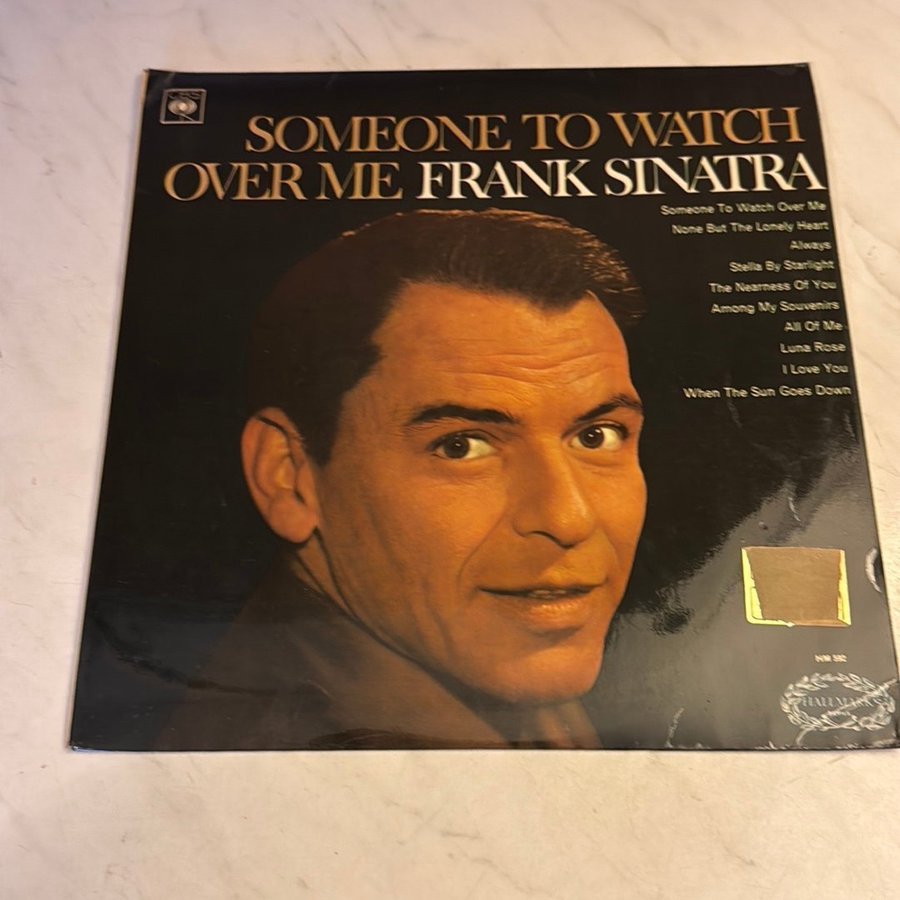 CBS
SOMEONE TO WATCH
OVER ME FRANK SINATRA
Someone To Watch Over Me
None But The Lonely Heart
Always
Stella By Starlight
The Nearness Of You
Among My Souvenirs
All Of Me
Luna Rose
I Love You
When The Sun Goes Down
HALLMARK